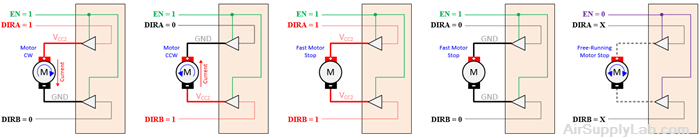 EN = 1
DIRA = 1
VCC2
Motor
CW
M
Current
GND
DIRB = 0
EN = 1
DIRA = 0
GND
Motor
CCW
M
Current
VCC2
DIRB = 1
EN = 1
DIRA = 1
VCC2
Fast Motor
Stop
M
VCC2
DIRB = 1
EN = 1
DIRA = 0
GND
Fast Motor
Stop
M
GND
DIRB = 0
EN = 0
DIRA = X
Free-Running
Motor Stop
M
DIRB = X
AirSupplyLab.com